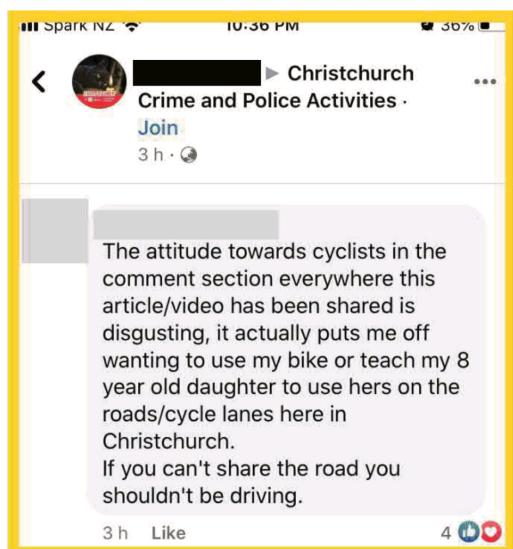 Spark NZ 10:36 PM 36%
Christchurch
Crime and Police Activities ·
Join
3 h ·
The attitude towards cyclists in the
comment section everywhere this
article/video has been shared is
disgusting, it actually puts me off
wanting to use my bike or teach my 8
year old daughter to use hers on the
roads/cycle lanes here in
Christchurch.
If you can't share the road you
shouldn't be driving.
3 h Like 4